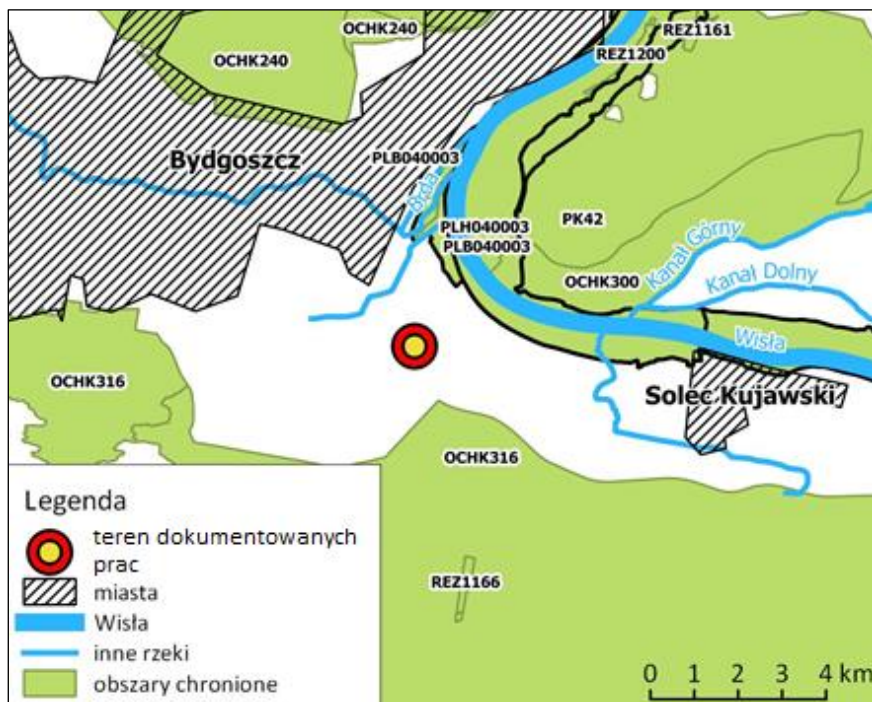 OCHK240
OCHK240
REZ1161
REZ1200
Bydgoszcz
PLB040003
Brda
PLH040003
PLB040003
PK42
Kanał Górny
OCHK300
Kanał Dolny
Wisła
OCHK316
Solec Kujawski
OCHK316
Legenda
teren dokumentowanych
prac
miasta
Wisła
inne rzeki
obszary chronione
REZ1166
0 1 2 3 4 km